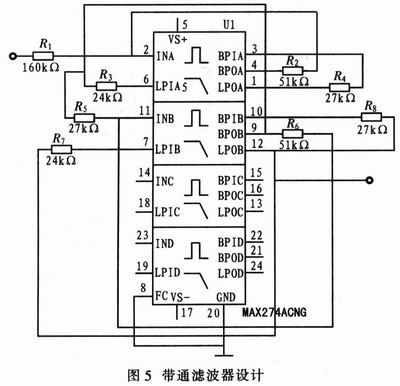 5 U1
R1 160kΩ 2 VS+ INA BPIA 3
BPOA 4 R2 51kΩ
R3 24kΩ 6 LPIA5 LPOA 1 R4 27kΩ
R5 27kΩ 11 INB BPIB 10 R8 27kΩ
BPOB 9 R6 51kΩ
R7 24kΩ 7 LPIB LPOB 12
14 INC BPIC 15
BPOC 16
18 LPIC LPOC 13
23 IND BPID 22
BPOD 21
19 LPID LPOD 24
8 FC VS- GND
17 20 MAX274ACNG
图 5 带通滤波器设计